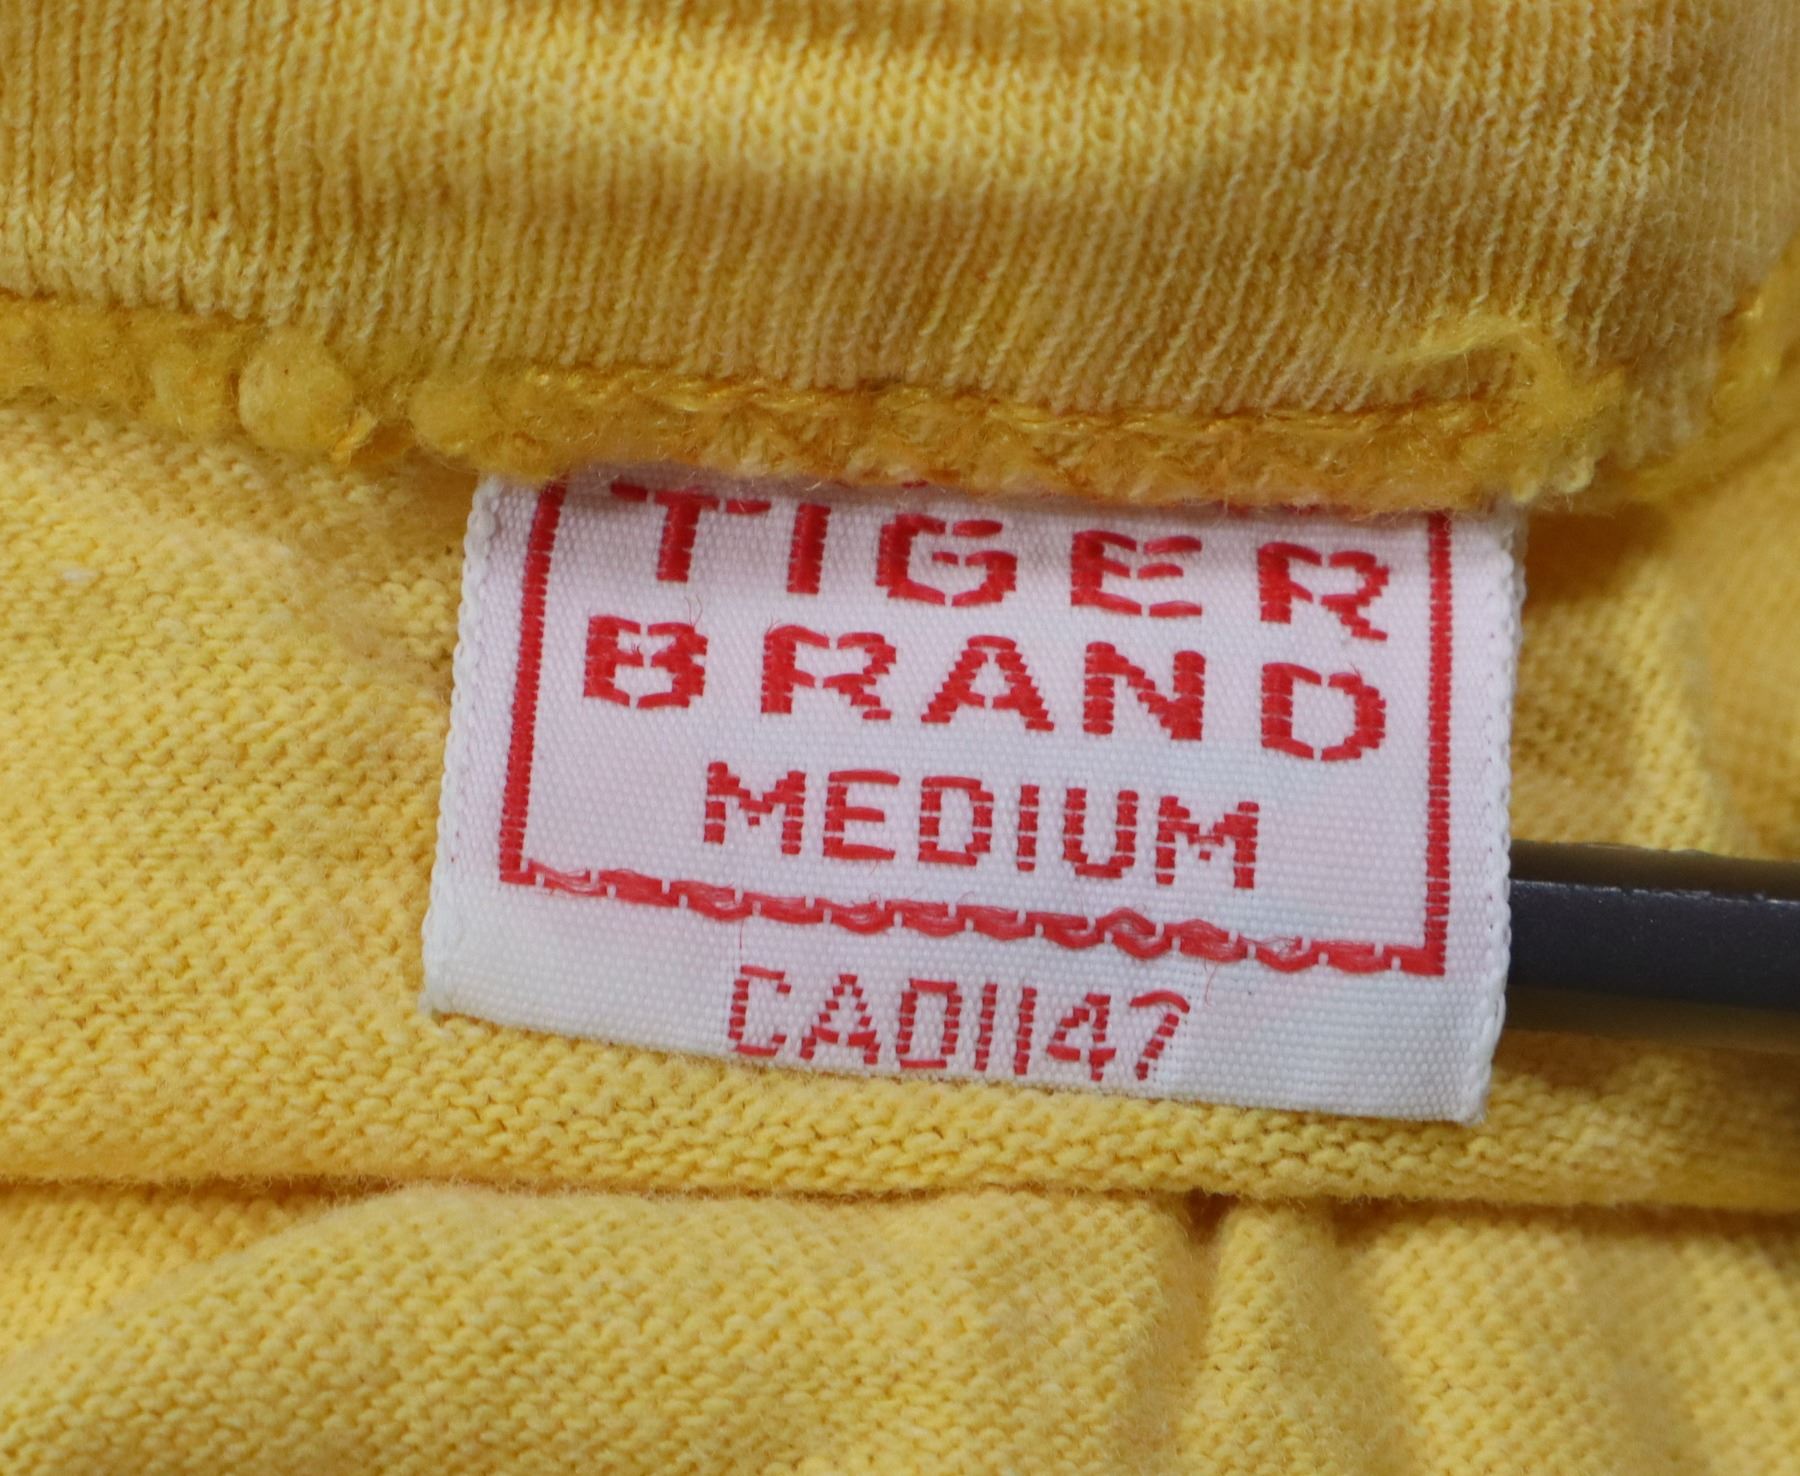 TIGER
BRAND
MEDIUM
CA01147